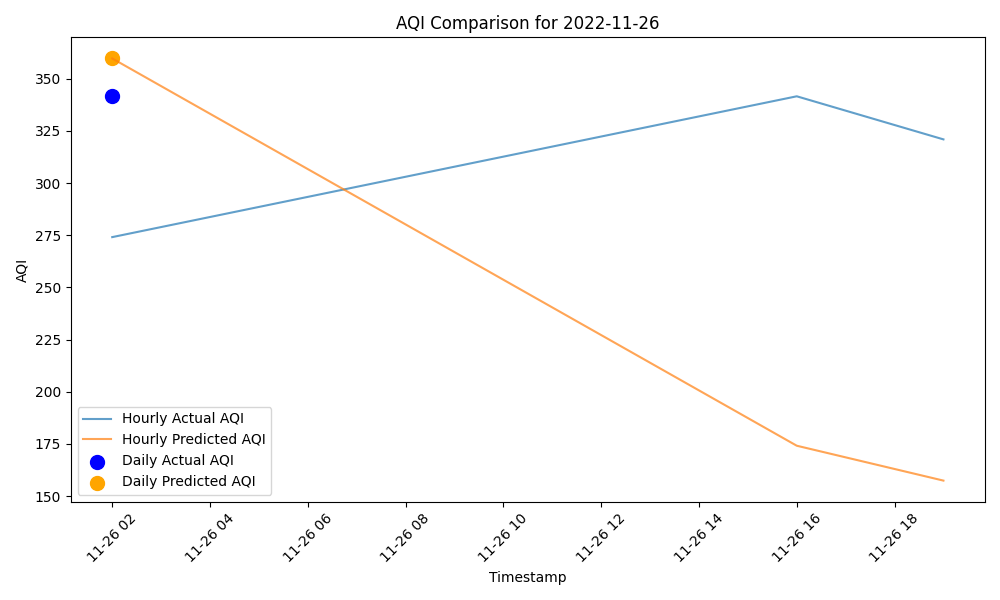 AQI Comparison for 2022-11-26
AQI
350
325
300
275
250
225
200
175
150
Hourly Actual AQI
Hourly Predicted AQI
Daily Actual AQI
Daily Predicted AQI
11-26 02
11-26 04
11-26 06
11-26 08
11-26 10
11-26 12
11-26 14
11-26 16
11-26 18
Timestamp